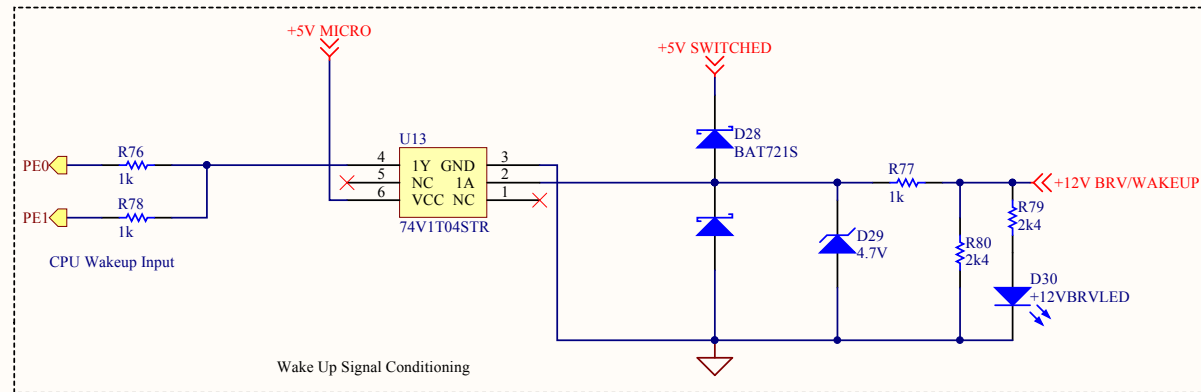 +5V MICRO
+5V SWITCHED
D28
BAT721S
U13
R76
PE0
1k
4
1Y
GND
3
5
NC
1A
2
6
VCC
NC
1
74V1T04STR
R78
PE1
1k
R77
1k
+12V BRV/WAKEUP
R79
2k4
D29
4.7V
R80
2k4
D30
+12VBRVLED
CPU Wakeup Input
Wake Up Signal Conditioning